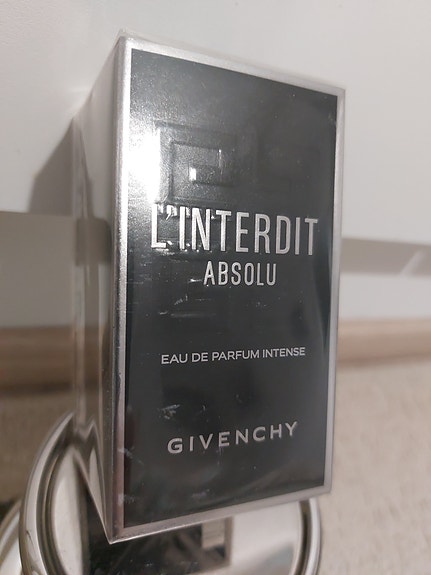 L'INTERDIT
ABSOLU
EAU DE PARFUM INTENSE
GIVENCHY